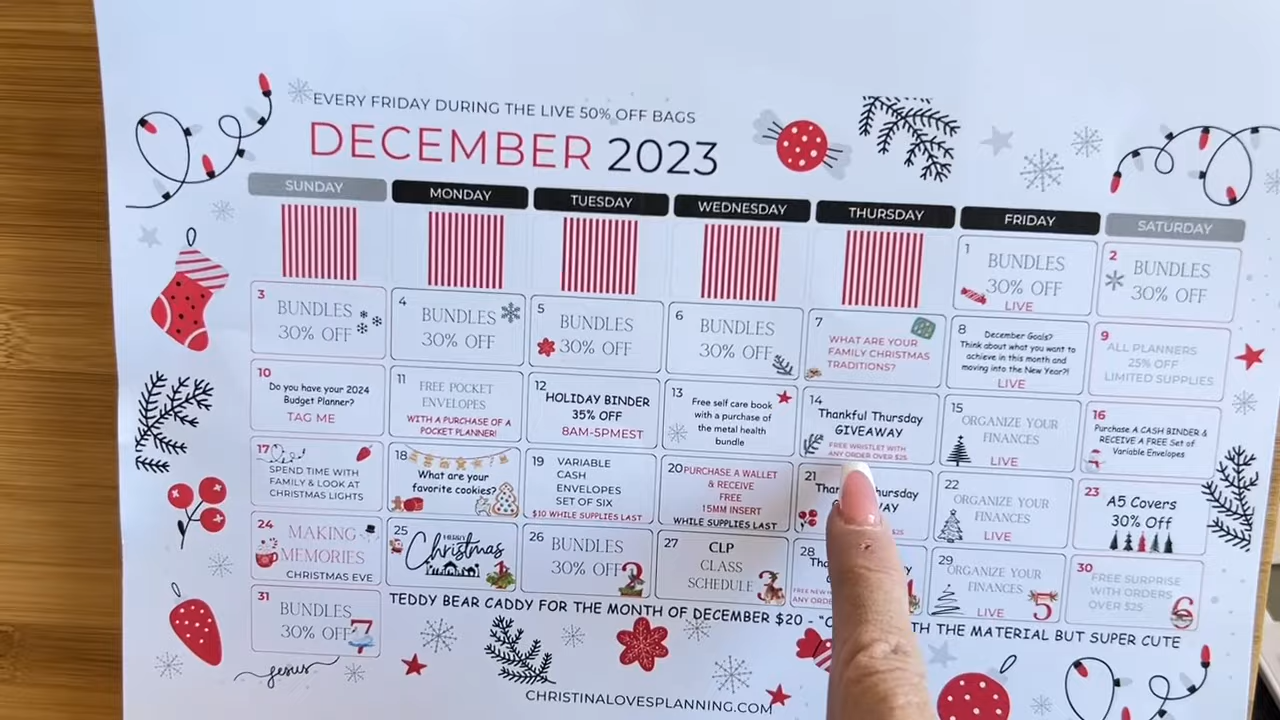 EVERY FRIDAY DURING THE LIVE 50% OFF BAGS
DECEMBER 2023
SUNDAY
MONDAY
TUESDAY
WEDNESDAY
THURSDAY
FRIDAY
SATURDAY
1
BUNDLES
30% OFF
LIVE
2
BUNDLES
30% OFF
3
BUNDLES
30% OFF
4
BUNDLES
30% OFF
5
BUNDLES
30% OFF
6
BUNDLES
30% OFF
7
WHAT ARE YOUR
FAMILY CHRISTMAS
TRADITIONS?
8
December Goals?
Think about what you want to
achieve in this month and
moving into the New Year?!
LIVE
9
ALL PLANNERS
25% OFF
LIMITED SUPPLIES
10
Do you have your 2024
Budget Planner?
TAG ME
11
FREE POCKET
ENVELOPES
WITH A PURCHASE OF A
POCKET PLANNER!
12
HOLIDAY BINDER
35% OFF
8AM-5PMEST
13
Free self care book
with a purchase of
the metal health
bundle
14
Thankful Thursday
GIVEAWAY
FREE WRISTLET WITH
ANY ORDER OVER $25
15
ORGANIZE YOUR
FINANCES
LIVE
16
Purchase A CASH BINDER &
RECEIVE A FREE Set of
Variable Envelopes
17
SPEND TIME WITH
FAMILY & LOOK AT
CHRISTMAS LIGHTS
18
What are your
favorite cookies?
19
VARIABLE
CASH
ENVELOPES
SET OF SIX
$10 WHILE SUPPLIES LAST
20
PURCHASE A WALLET
& RECEIVE
FREE
15MM INSERT
WHILE SUPPLIES LAST
21
22
ORGANIZE YOUR
FINANCES
LIVE
23
A5 Covers
30% Off
24
MAKING
MEMORIES
CHRISTMAS EVE
25
MERRY
Christmas
1
26
BUNDLES
30% OFF
2
27
CLP
CLASS
SCHEDULE
3
28
29
ORGANIZE YOUR
FINANCES
LIVE
5
30
FREE SURPRISE
WITH ORDERS
OVER $25
6
31
BUNDLES
30% OFF
7
TEDDY BEAR CADDY FOR THE MONTH OF DECEMBER $20 - THE MATERIAL BUT SUPER CUTE
Jesus
CHRISTINALOVESPLANNING.COM